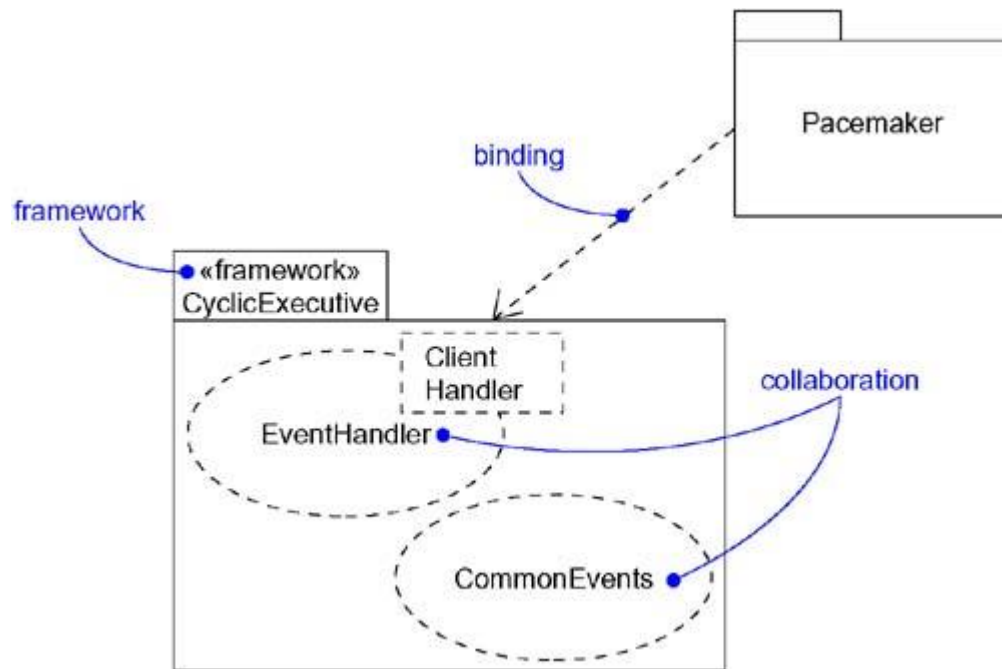 Pacemaker
binding
framework
«framework»
CyclicExecutive
Client
Handler
collaboration
EventHandler
CommonEvents